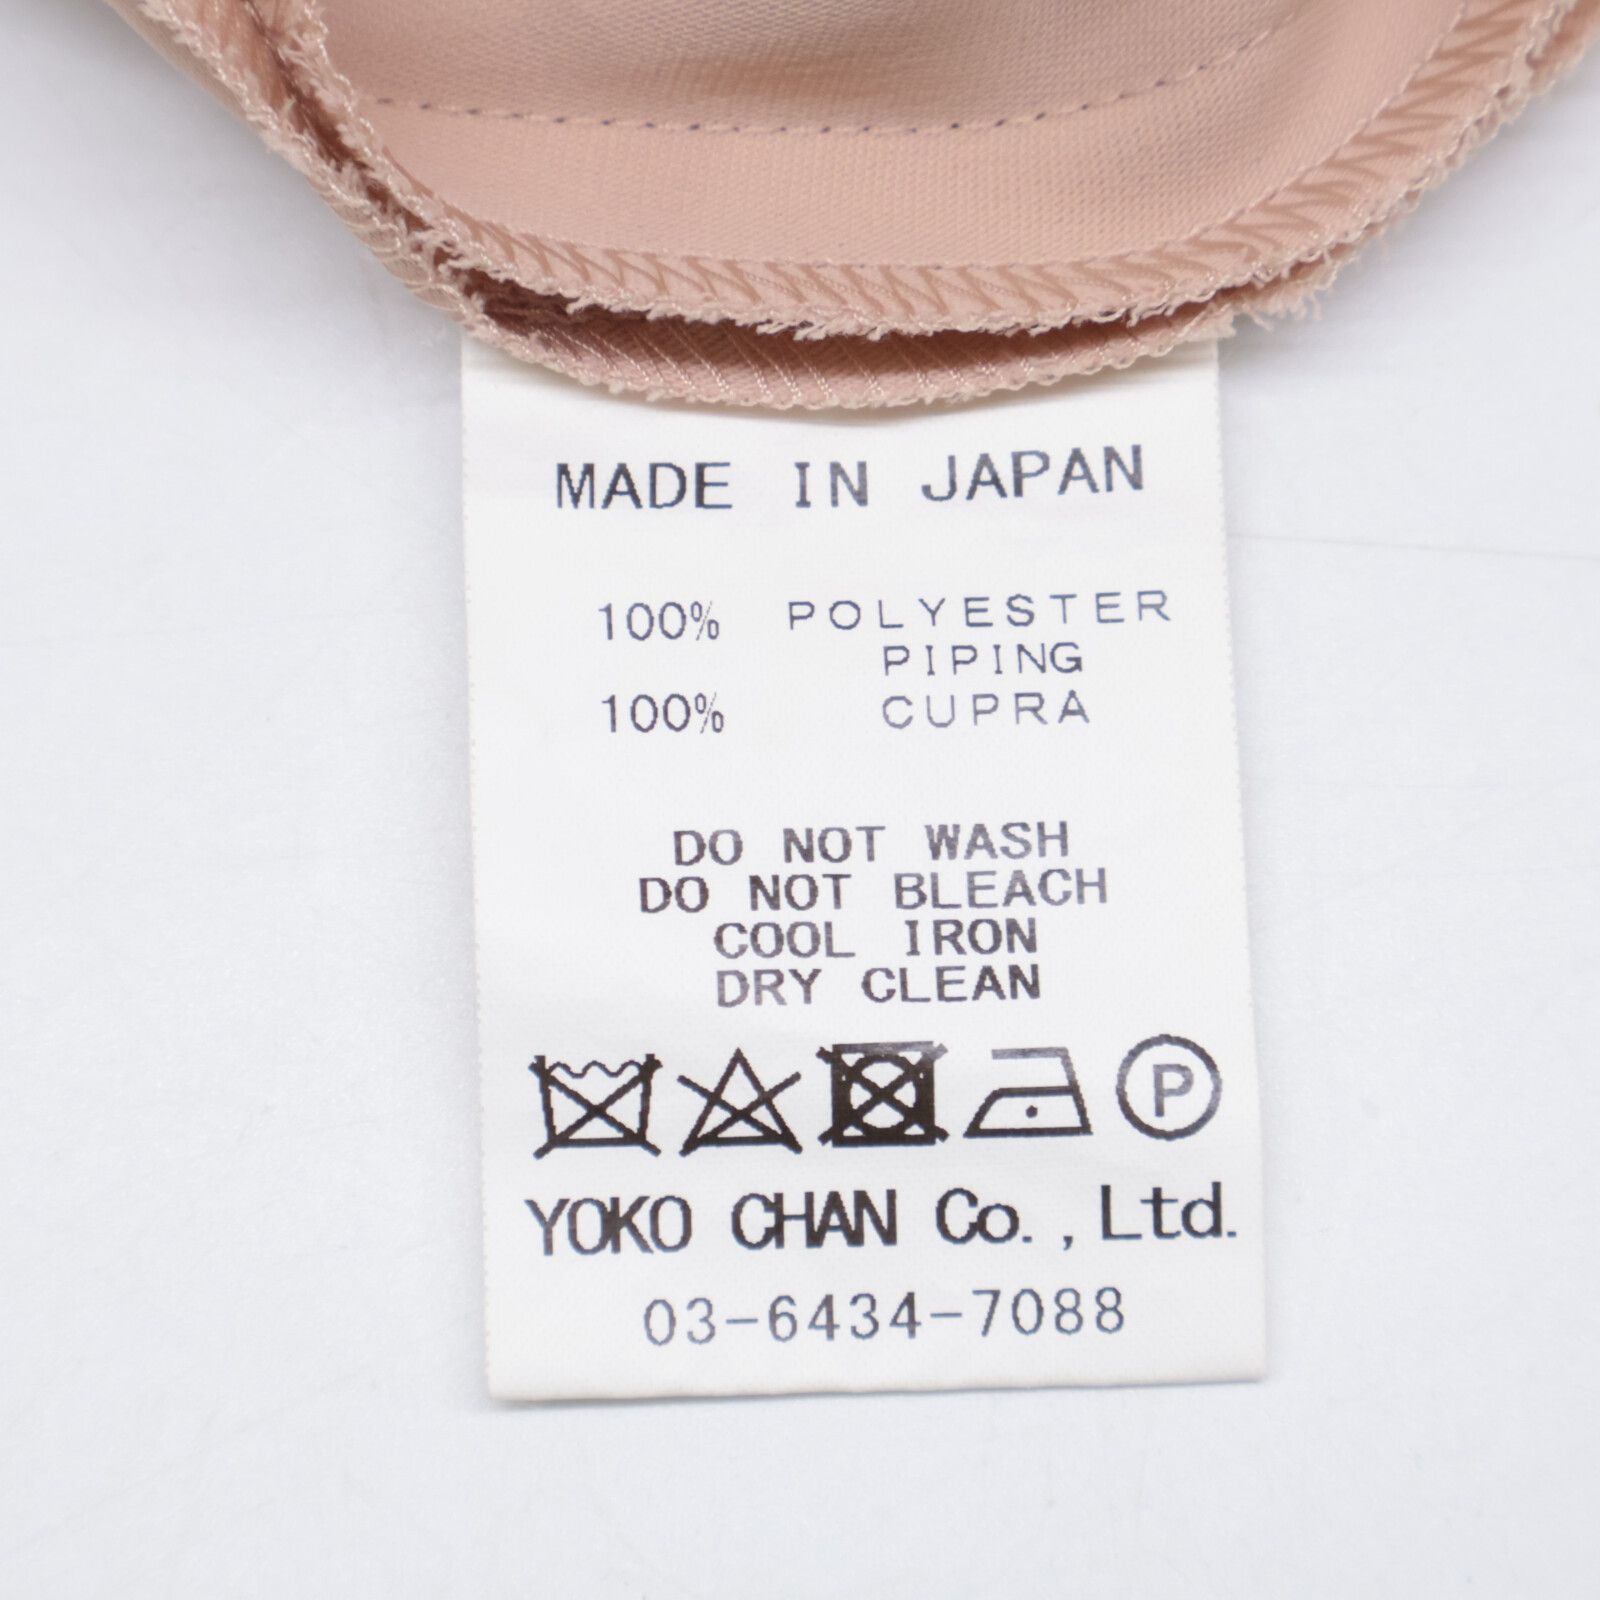 MADE IN JAPAN
100% POLYESTER
PIPING
100% CUPRA
DO NOT WASH
DO NOT BLEACH
COOL IRON
DRY CLEAN
P
YOKO CHAN Co., Ltd.
03-6434-7088